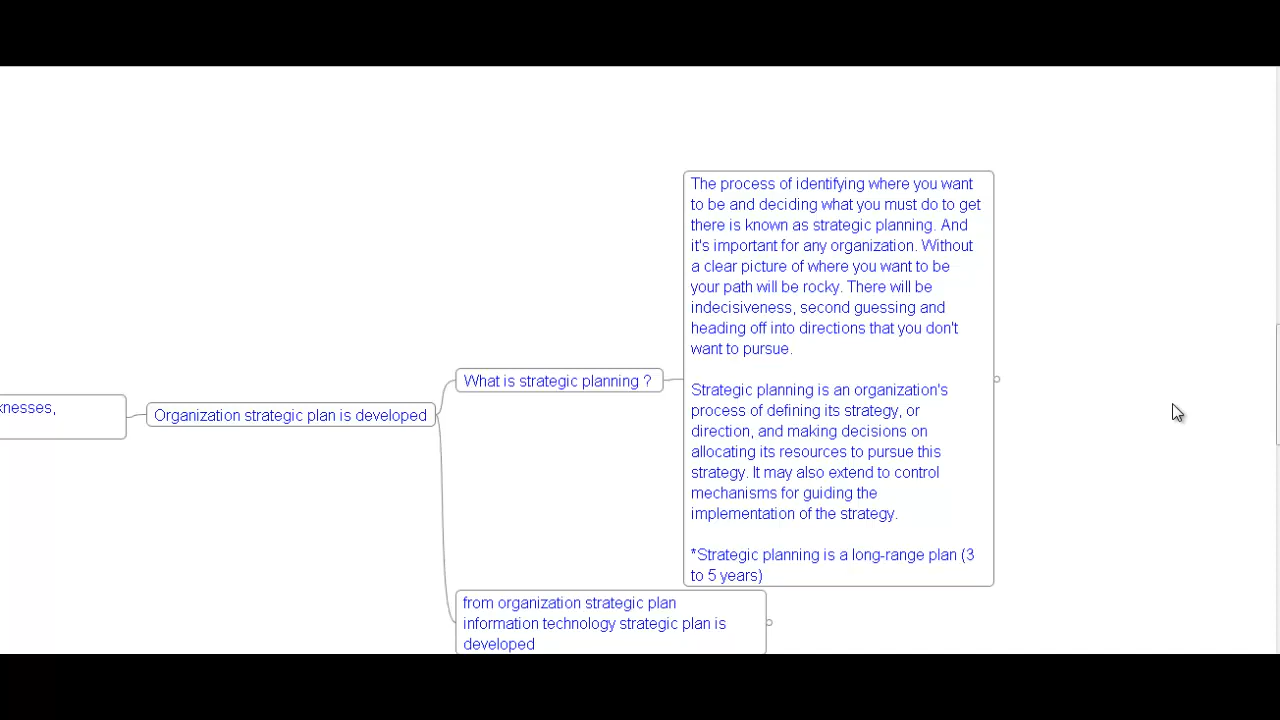 knesses,
Organization strategic plan is developed
What is strategic planning ?
The process of identifying where you want
to be and deciding what you must do to get
there is known as strategic planning. And
it's important for any organization. Without
a clear picture of where you want to be
your path will be rocky. There will be
indecisiveness, second guessing and
heading off into directions that you don't
want to pursue.
Strategic planning is an organization's
process of defining its strategy, or
direction, and making decisions on
allocating its resources to pursue this
strategy. It may also extend to control
mechanisms for guiding the
implementation of the strategy.
*Strategic planning is a long-range plan (3
to 5 years)
from organization strategic plan
information technology strategic plan is
developed